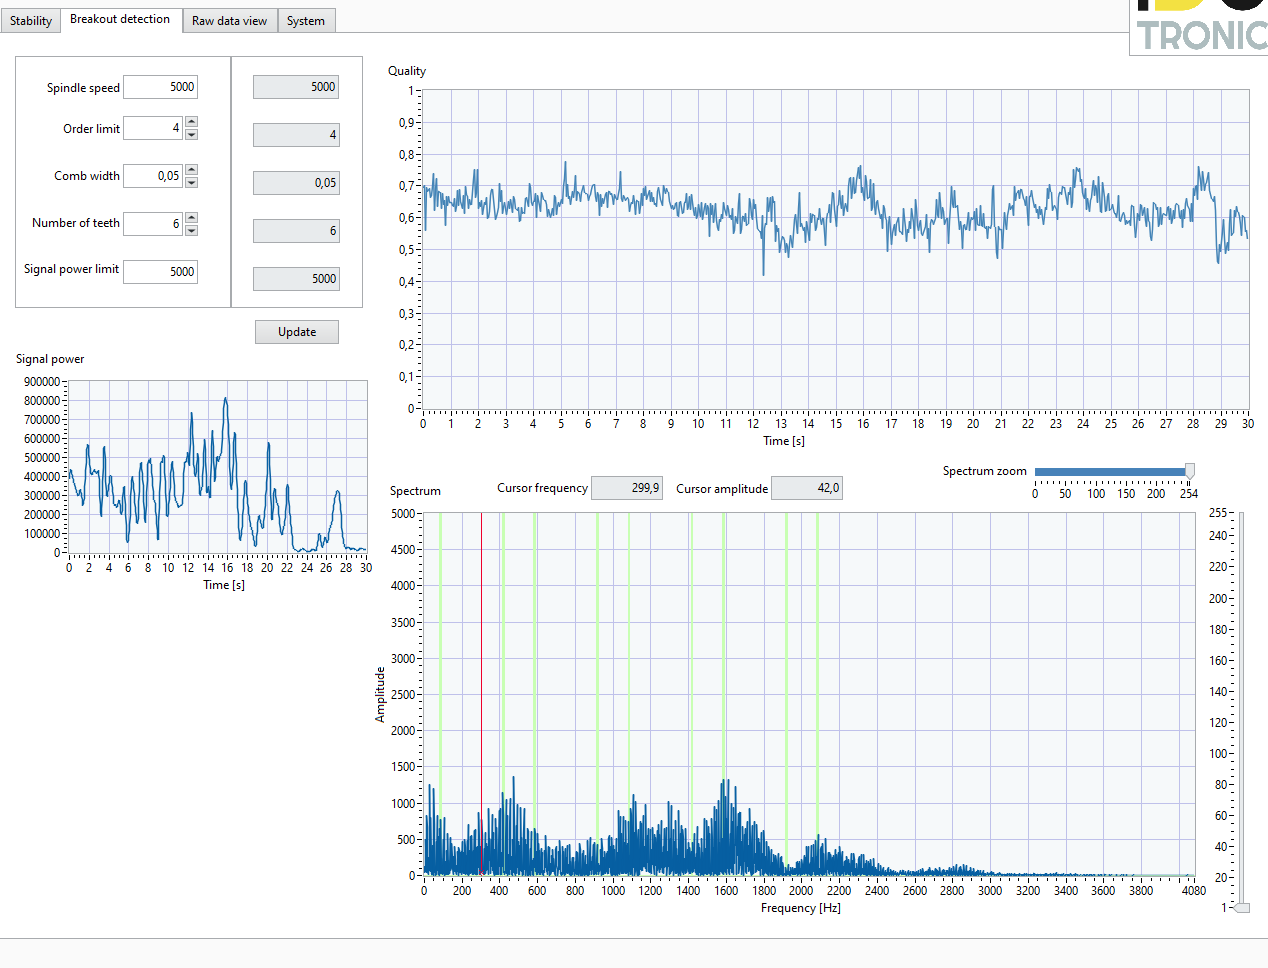 Stability Breakout detection Raw data view System
TRONIC
Spindle speed 5000 5000
Order limit 4 4
Comb width 0,05 0,05
Number of teeth 6 6
Signal power limit 5000 5000
Update
Signal power
900000
800000
700000
600000
500000
400000
300000
200000
100000
0
0 2 4 6 8 10 12 14 16 18 20 22 24 26 28 30
Time [s]
Quality
1
0,9
0,8
0,7
0,6
0,5
0,4
0,3
0,2
0,1
0
0 1 2 3 4 5 6 7 8 9 10 11 12 13 14 15 16 17 18 19 20 21 22 23 24 25 26 27 28 29 30
Time [s]
Spectrum zoom
0 50 100 150 200 254
Spectrum Cursor frequency 299,9 Cursor amplitude 42,0
Amplitude
5000
4500
4000
3500
3000
2500
2000
1500
1000
500
0
0 200 400 600 800 1000 1200 1400 1600 1800 2000 2200 2400 2600 2800 3000 3200 3400 3600 3800 4080
Frequency [Hz]
255
240
220
200
180
160
140
120
100
80
60
40
20
1